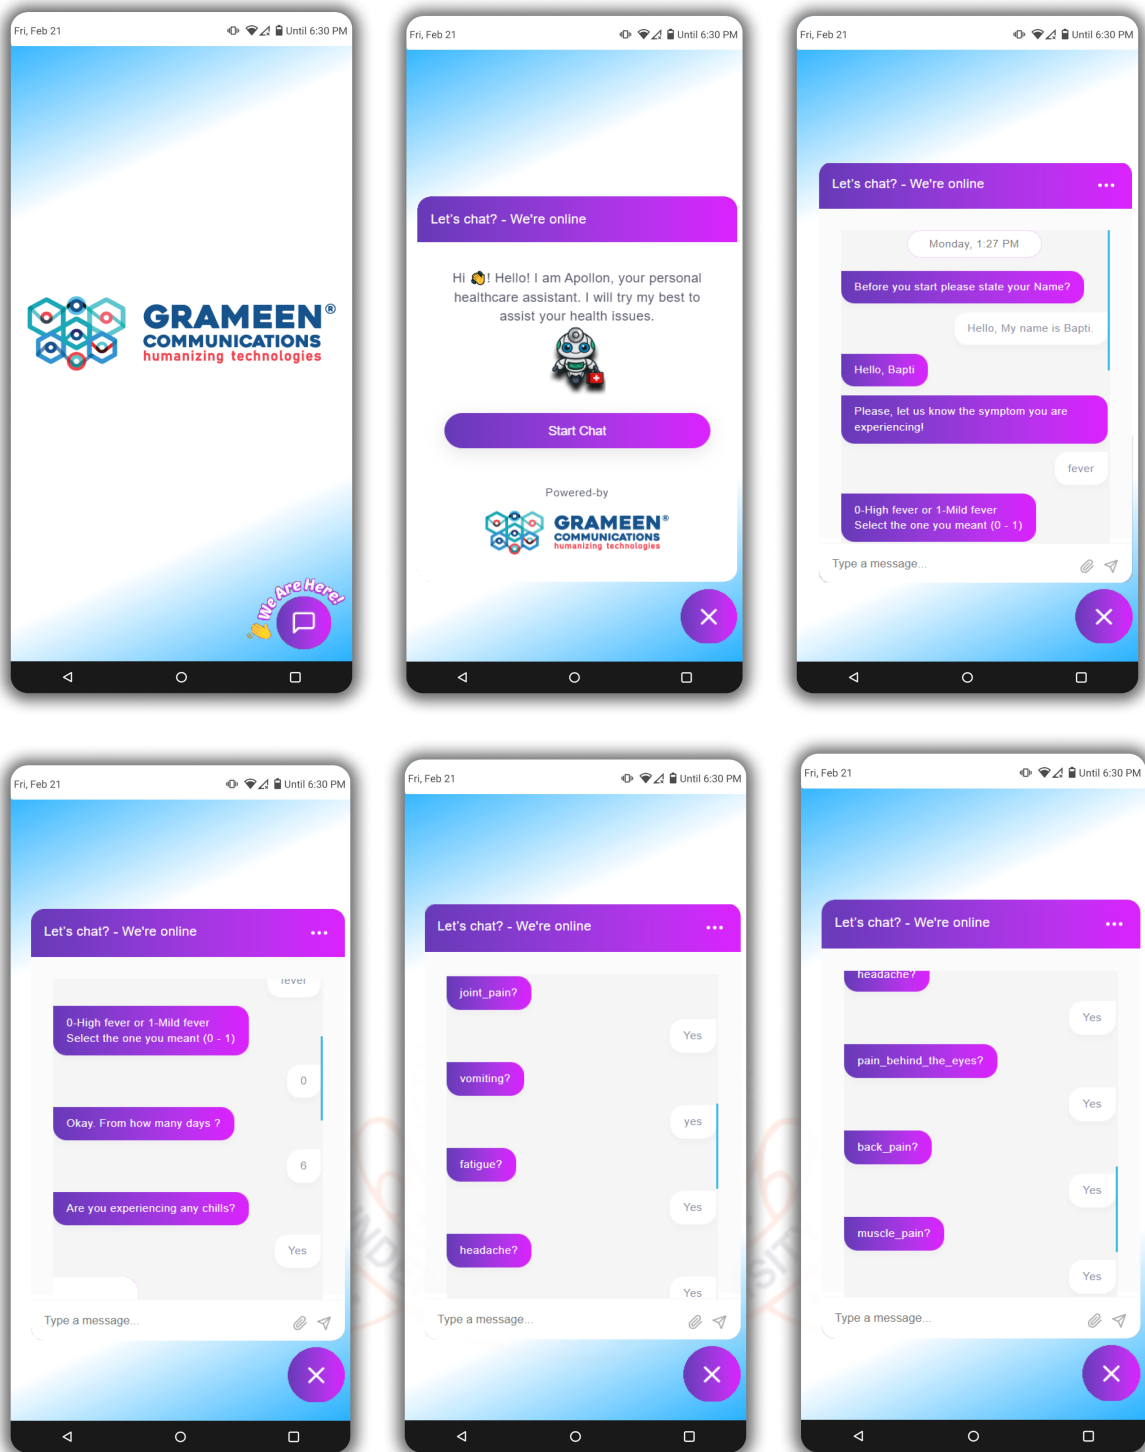 Fri, Feb 21
Until 6:30 PM
GRAMEEN®
COMMUNICATIONS
humanizing technologies
We Are Here!
Fri, Feb 21
Until 6:30 PM
Let's chat? - We're online
Hi 👏! Hello! I am Apollon, your personal
healthcare assistant. I will try my best to
assist your health issues.
Start Chat
Powered-by
GRAMEEN®
COMMUNICATIONS
humanizing technologies
Fri, Feb 21
Until 6:30 PM
Let's chat? - We're online
Monday, 1:27 PM
Before you start please state your Name?
Hello, My name is Bapti.
Hello, Bapti
Please, let us know the symptom you are
experiencing!
fever
0-High fever or 1-Mild fever
Select the one you meant (0 - 1)
Type a message...
Fri, Feb 21
Until 6:30 PM
Let's chat? - We're online
fever
0-High fever or 1-Mild fever
Select the one you meant (0 - 1)
0
Okay. From how many days ?
6
Are you experiencing any chills?
Yes
Type a message...
Fri, Feb 21
Until 6:30 PM
Let's chat? - We're online
joint_pain?
Yes
vomiting?
yes
fatigue?
Yes
headache?
Yes
Type a message...
Fri, Feb 21
Until 6:30 PM
Let's chat? - We're online
headache?
Yes
pain_behind_the_eyes?
Yes
back_pain?
Yes
muscle_pain?
Yes
Type a message...